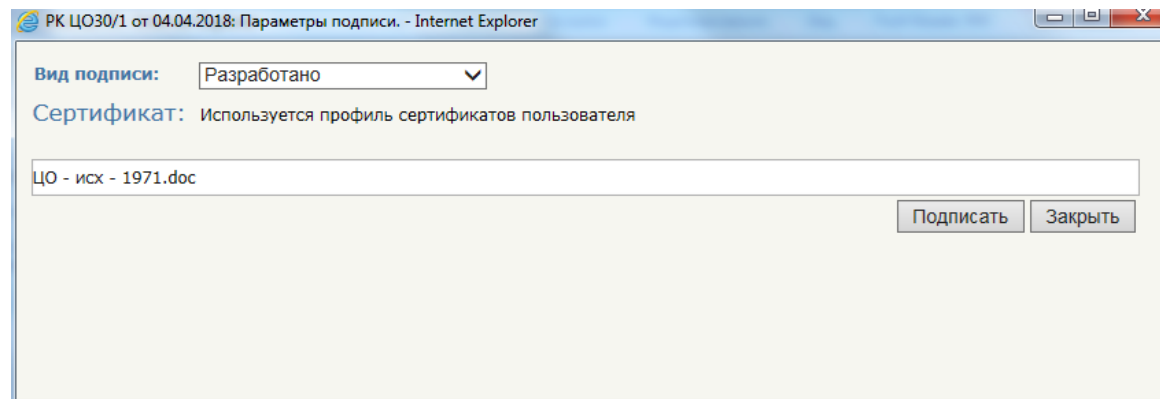 РК ЦО30/1 от 04.04.2018: Параметры подписи. - Internet Explorer
Вид подписи: Разработано
Сертификат: Используется профиль сертификатов пользователя
ЦО - исх - 1971.doc
Подписать Закрыть